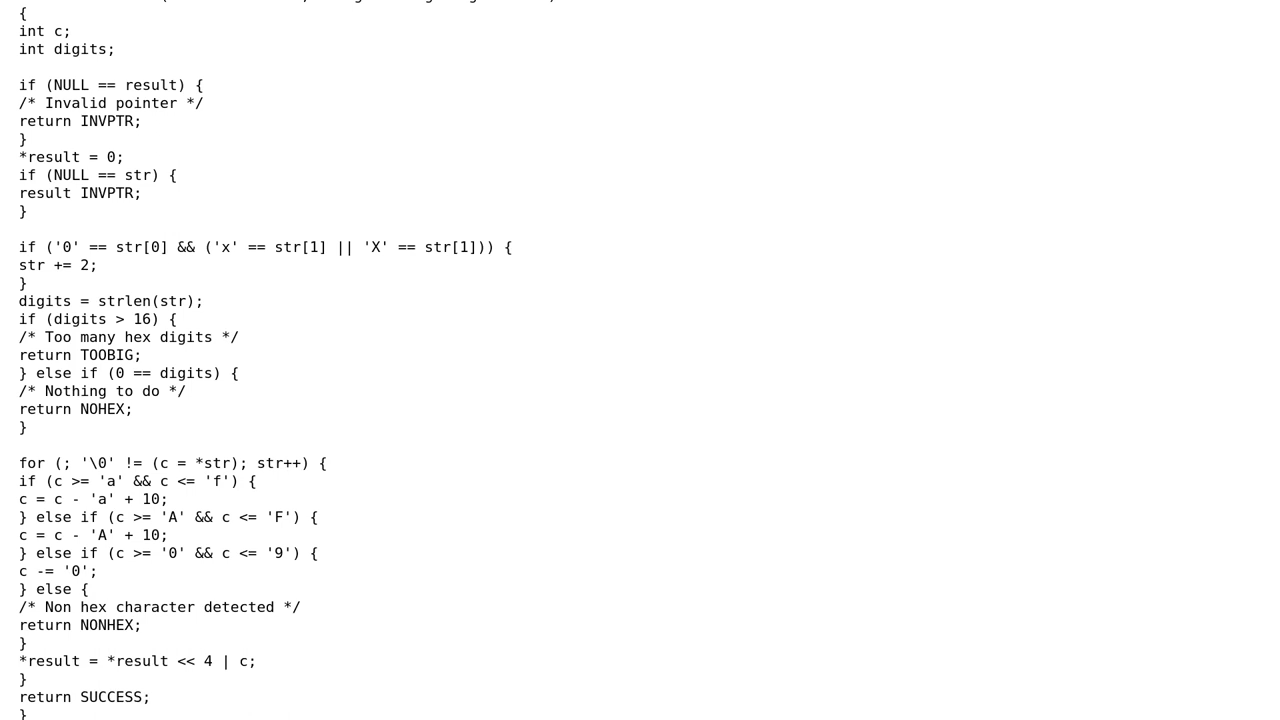 {
int c;
int digits;

if (NULL == result) {
/* Invalid pointer */
return INVPTR;
}
*result = 0;
if (NULL == str) {
result INVPTR;
}

if ('0' == str[0] && ('x' == str[1] || 'X' == str[1])) {
str += 2;
}
digits = strlen(str);
if (digits > 16) {
/* Too many hex digits */
return TOOBIG;
} else if (0 == digits) {
/* Nothing to do */
return NOHEX;
}

for (; '\0' != (c = *str); str++) {
if (c >= 'a' && c <= 'f') {
c = c - 'a' + 10;
} else if (c >= 'A' && c <= 'F') {
c = c - 'A' + 10;
} else if (c >= '0' && c <= '9') {
c -= '0';
} else {
/* Non hex character detected */
return NONHEX;
}
*result = *result << 4 | c;
}
return SUCCESS;
}